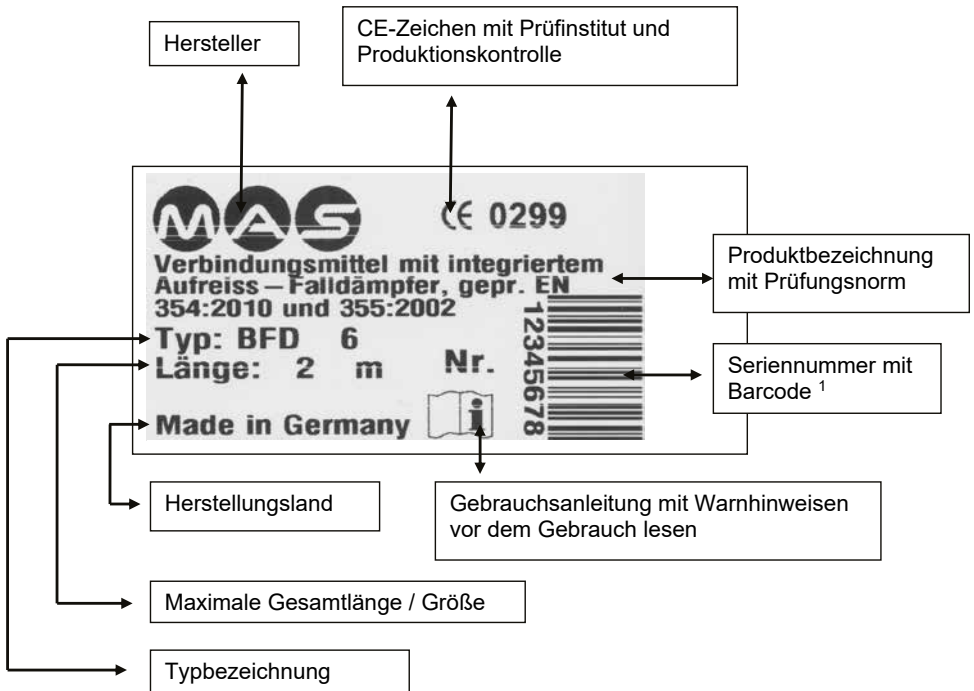 Hersteller
CE-Zeichen mit Prüfinstitut und
Produktionskontrolle
MAS
CE 0299
Verbindungsmittel mit integriertem
Aufreiss – Falldämpfer, gepr. EN
354:2010 und 355:2002
Typ: BFD 6
Länge: 2 m
Nr.
12345678
Made in Germany
i
Produktbezeichnung
mit Prüfungsnorm
Seriennummer mit
Barcode ¹
Herstellungsland
Gebrauchsanleitung mit Warnhinweisen
vor dem Gebrauch lesen
Maximale Gesamtlänge / Größe
Typbezeichnung